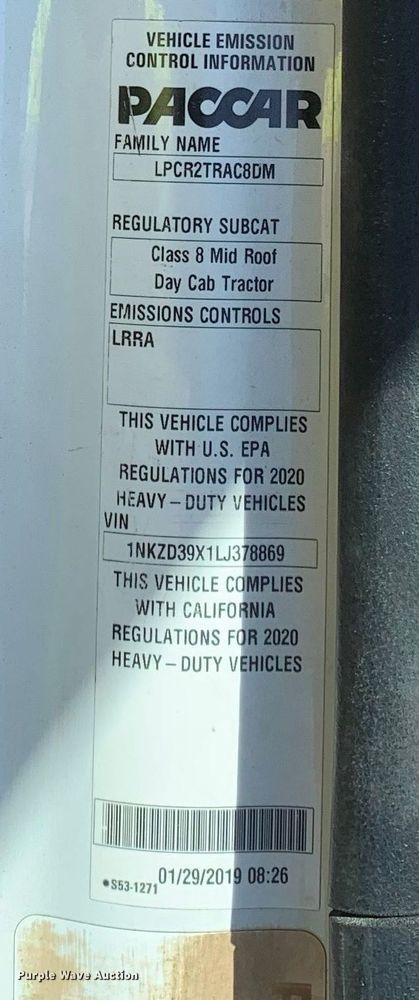 VEHICLE EMISSION
CONTROL INFORMATION
PACCAR
FAMILY NAME
LPCR2TRAC8DM
REGULATORY SUBCAT
Class 8 Mid Roof
Day Cab Tractor
EMISSIONS CONTROLS
LRRA
THIS VEHICLE COMPLIES
WITH U.S. EPA
REGULATIONS FOR 2020
HEAVY – DUTY VEHICLES
VIN
1NKZD39X1LJ378869
THIS VEHICLE COMPLIES
WITH CALIFORNIA
REGULATIONS FOR 2020
HEAVY – DUTY VEHICLES
S53-1271 01/29/2019 08:26
Purple Wave Auction